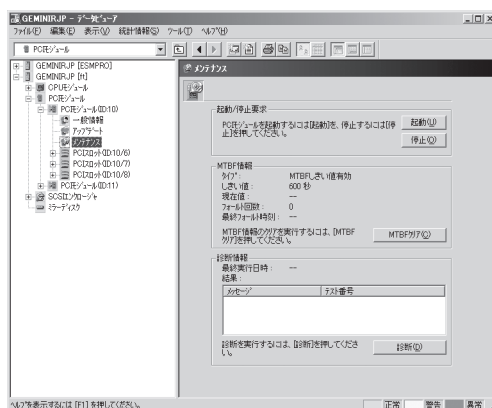 GEMINIRJP - ﾃﾞｰﾀﾋﾞｭｰｱ
ﾌｧｲﾙ(F) 編集(E) 表示(V) 統計情報(S) ﾂｰﾙ(T) ﾍﾙﾌﾟ(H)
PCIﾓｼﾞｭｰﾙ
GEMINIRJP [ESMPRO]
GEMINIRJP [ft]
CPUﾓｼﾞｭｰﾙ
PCIﾓｼﾞｭｰﾙ
PCIﾓｼﾞｭｰﾙ(ID:10)
一般情報
ｱｯﾌﾟﾃﾞｰﾄ
ﾒﾝﾃﾅﾝｽ
PCIｽﾛｯﾄ(ID:10/6)
PCIｽﾛｯﾄ(ID:10/7)
PCIｽﾛｯﾄ(ID:10/8)
PCIﾓｼﾞｭｰﾙ(ID:11)
SCSIｴﾝｸﾛｰｼﾞｬ
ﾐﾗｰﾃﾞｨｽｸ
ﾒﾝﾃﾅﾝｽ
起動/停止要求
PCIﾓｼﾞｭｰﾙを起動するには[起動]を、停止するには[停
止]を押してください。
起動(U)
停止(O)
MTBF情報
ﾀｲﾌﾟ: MTBFしきい値有効
しきい値: 600 秒
現在値: ---
ﾌｫｰﾙﾄ回数: 0
最終ﾌｫｰﾙﾄ時刻: ---
MTBF情報のｸﾘｱを実行するには、[MTBF
ｸﾘｱ]を押してください。
MTBFｸﾘｱ(C)
診断情報
最終実行日時: ---
結果:
ﾒｯｾｰｼﾞ ﾃｽﾄ番号
診断を実行するには、[診断]を押してくださ
い。
診断(D)
ﾍﾙﾌﾟを表示するには [F1] を押してください。
正常 警告 異常